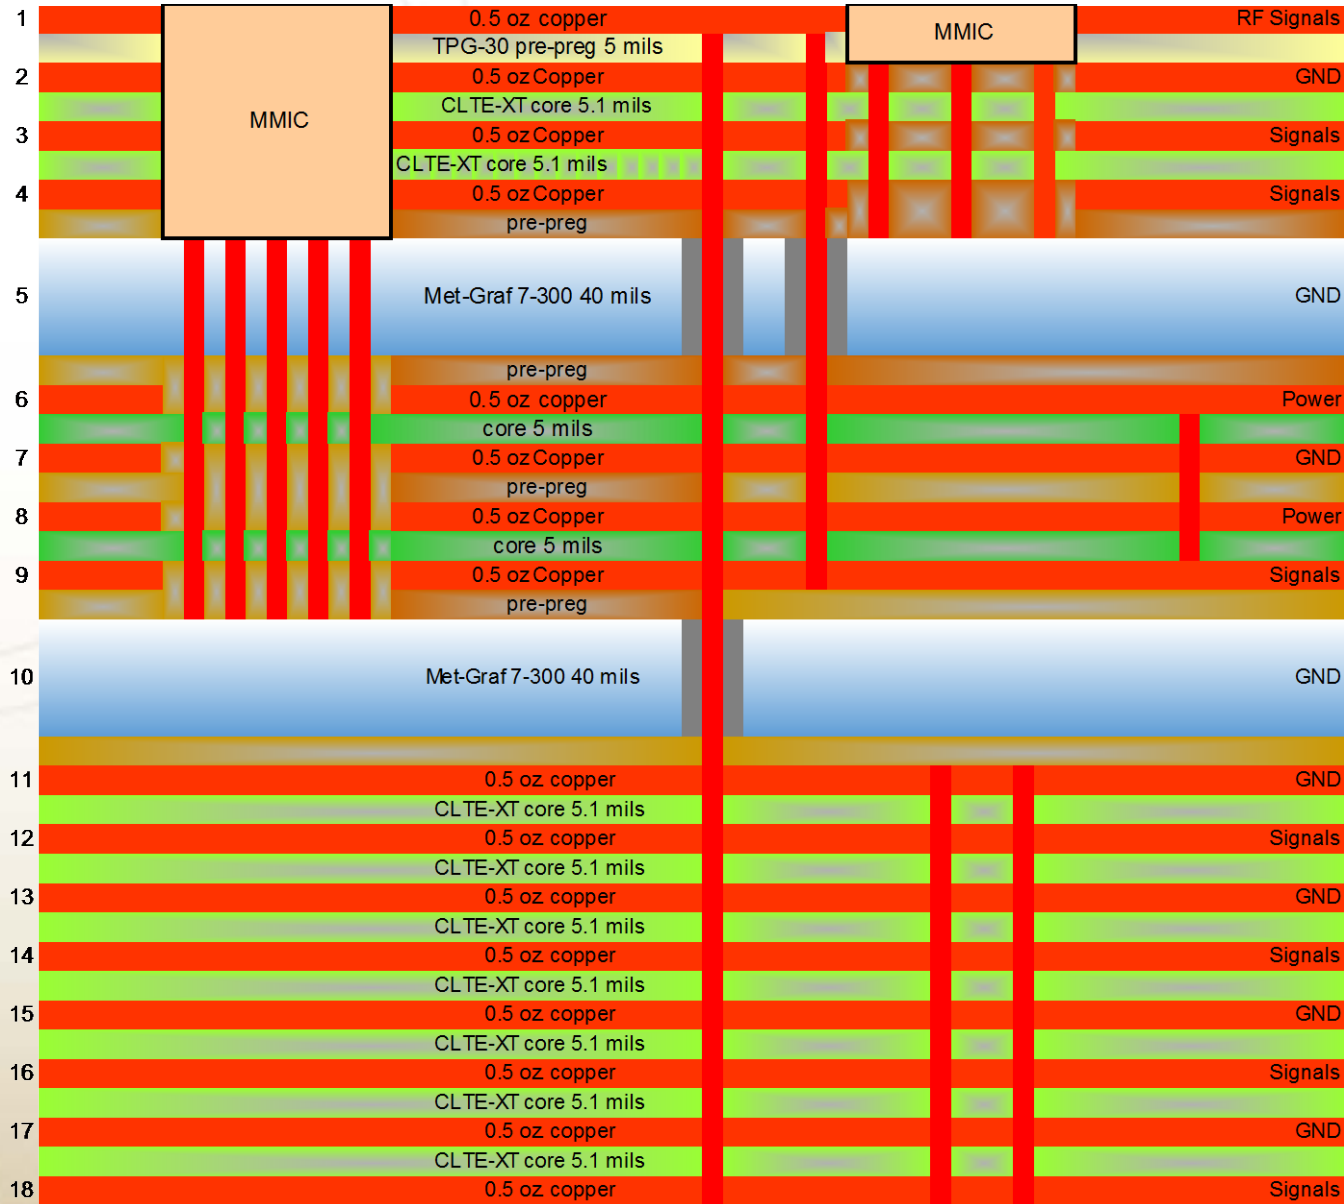 1 0.5 oz copper RF Signals
MMIC
MMIC
TPG-30 pre-preg 5 mils
2 0.5 oz Copper GND
CLTE-XT core 5.1 mils
3 0.5 oz Copper Signals
CLTE-XT core 5.1 mils
4 0.5 oz Copper Signals
pre-preg
5 Met-Graf 7-300 40 mils GND
pre-preg
6 0.5 oz copper Power
core 5 mils
7 0.5 oz Copper GND
pre-preg
8 0.5 oz Copper Power
core 5 mils
9 0.5 oz Copper Signals
pre-preg
10 Met-Graf 7-300 40 mils GND
11 0.5 oz copper GND
CLTE-XT core 5.1 mils
12 0.5 oz copper Signals
CLTE-XT core 5.1 mils
13 0.5 oz copper GND
CLTE-XT core 5.1 mils
14 0.5 oz copper Signals
CLTE-XT core 5.1 mils
15 0.5 oz copper GND
CLTE-XT core 5.1 mils
16 0.5 oz copper Signals
CLTE-XT core 5.1 mils
17 0.5 oz copper GND
CLTE-XT core 5.1 mils
18 0.5 oz copper Signals